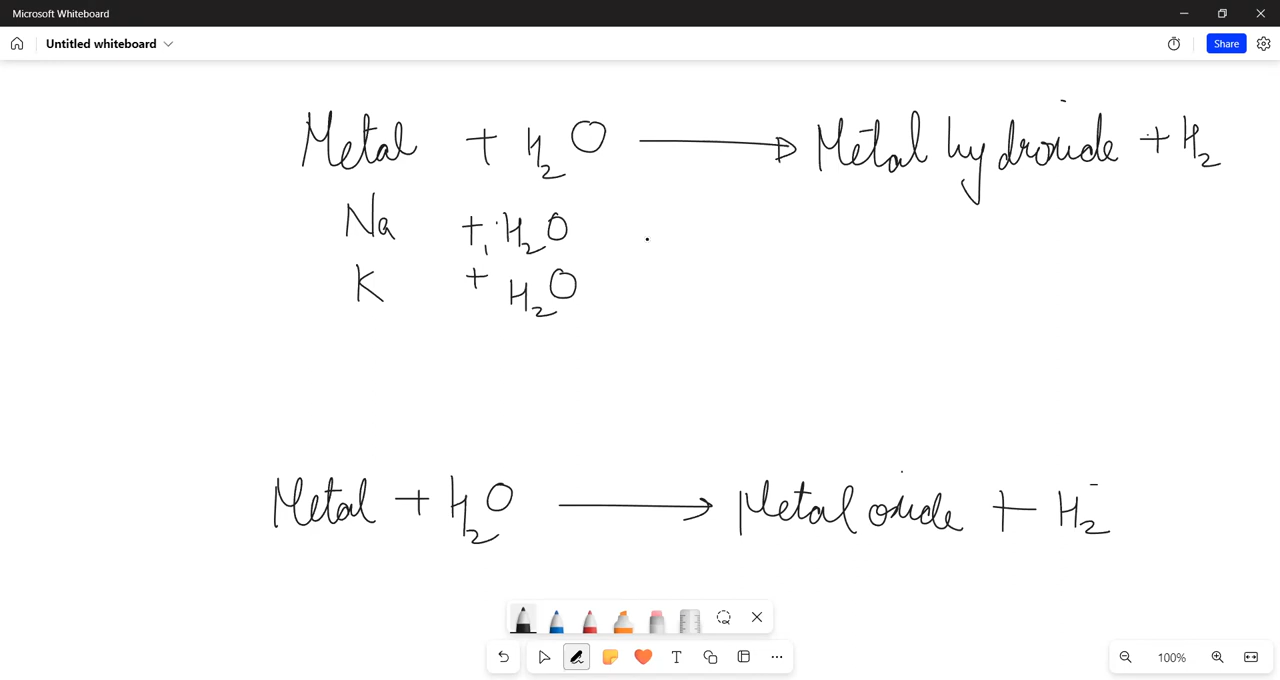 Microsoft Whiteboard
Untitled whiteboard
Share
Metal + H₂O → Metal hydroxide + H₂
Na + H₂O
K + H₂O
Metal + H₂O → Metal oxide + H₂
T
100%